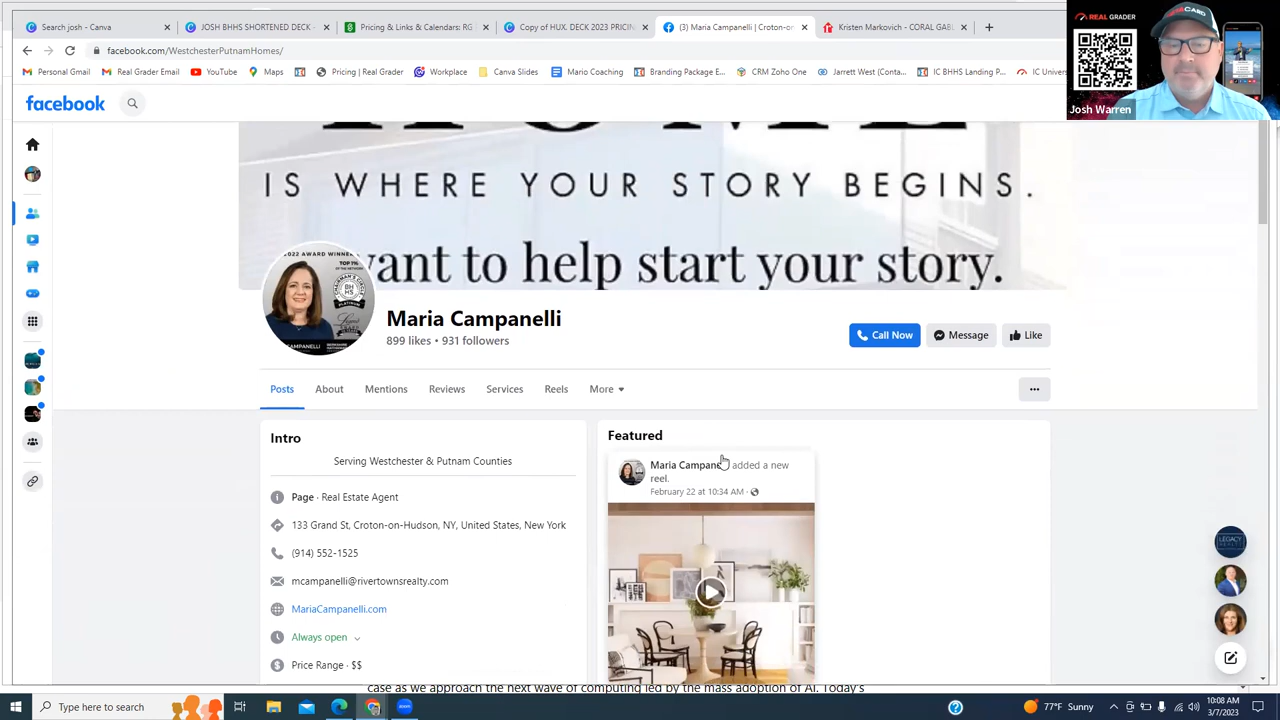 Search josh - Canva
JOSH BHHS SHORTENED DECK -
Programming Calendars: RG
Copy of HUX. DECK 2023 PRICIN
(3) Maria Campanelli | Croton-o
Kristen Markovich - CORAL GABL
facebook.com/WestchesterPutnamHomes/
Personal Gmail
Real Grader Email
YouTube
Maps
Pricing | Real Grader
Workplace
Canva Slides
Mario Coaching
Branding Package E...
CRM Zoho One
Jarrett West (Conta...
IC BHHS Landing P...
IC Univers
REAL GRADER
Josh Warren
facebook
IS WHERE YOUR STORY BEGINS.
want to help start your story.
2022 AWARD WINNER
CAMPANELLI
Maria Campanelli
899 likes • 931 followers
Call Now
Message
Like
Posts
About
Mentions
Reviews
Services
Reels
More
Intro
Serving Westchester & Putnam Counties
Page · Real Estate Agent
133 Grand St, Croton-on-Hudson, NY, United States, New York
(914) 552-1525
mcampanelli@rivertownsrealty.com
MariaCampanelli.com
Always open
Price Range · $$
Featured
Maria Campane added a new
reel.
February 22 at 10:34 AM ·
LEGACY
REALTY
case as we approach the next wave of computing led by the mass adoption of AI. Today's
Type here to search
77°F Sunny
10:08 AM
3/7/2023